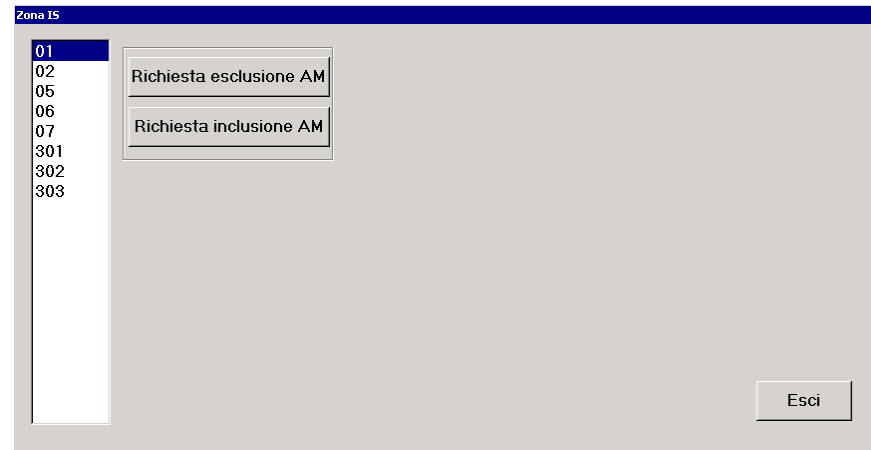 Zona IS
01
02
05
06
07
301
302
303
Richiesta esclusione AM
Richiesta inclusione AM
Esci